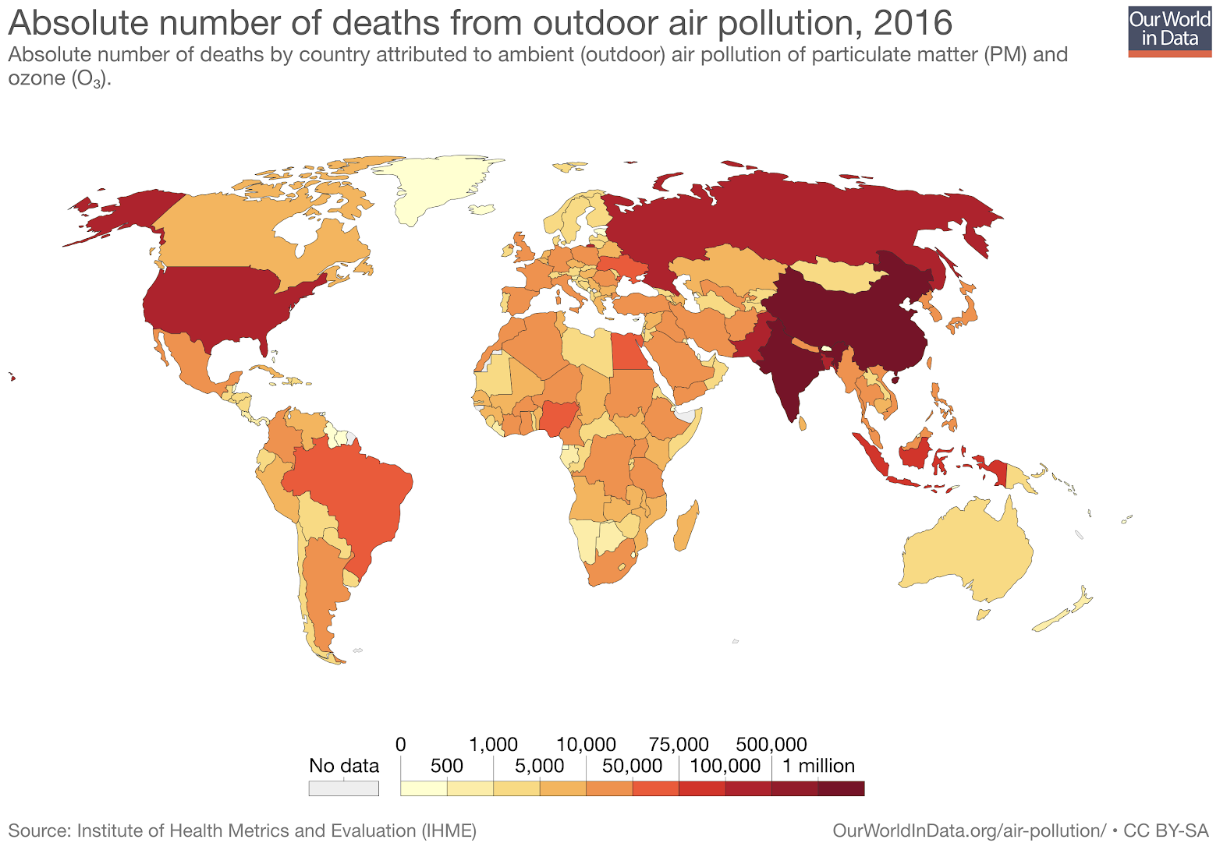 Absolute number of deaths from outdoor air pollution, 2016
Our World
in Data
Absolute number of deaths by country attributed to ambient (outdoor) air pollution of particulate matter (PM) and
ozone (O₃).
0 1,000 10,000 75,000 500,000
No data 500 5,000 50,000 100,000 1 million
Source: Institute of Health Metrics and Evaluation (IHME)
OurWorldInData.org/air-pollution/ • CC BY-SA